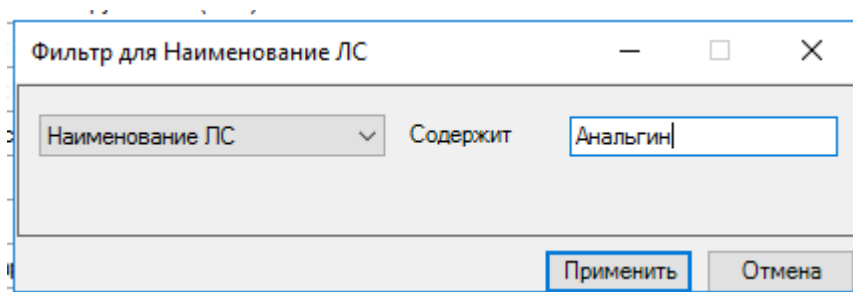 Фильтр для Наименование ЛС
Наименование ЛС Содержит Анальгин
Применить Отмена